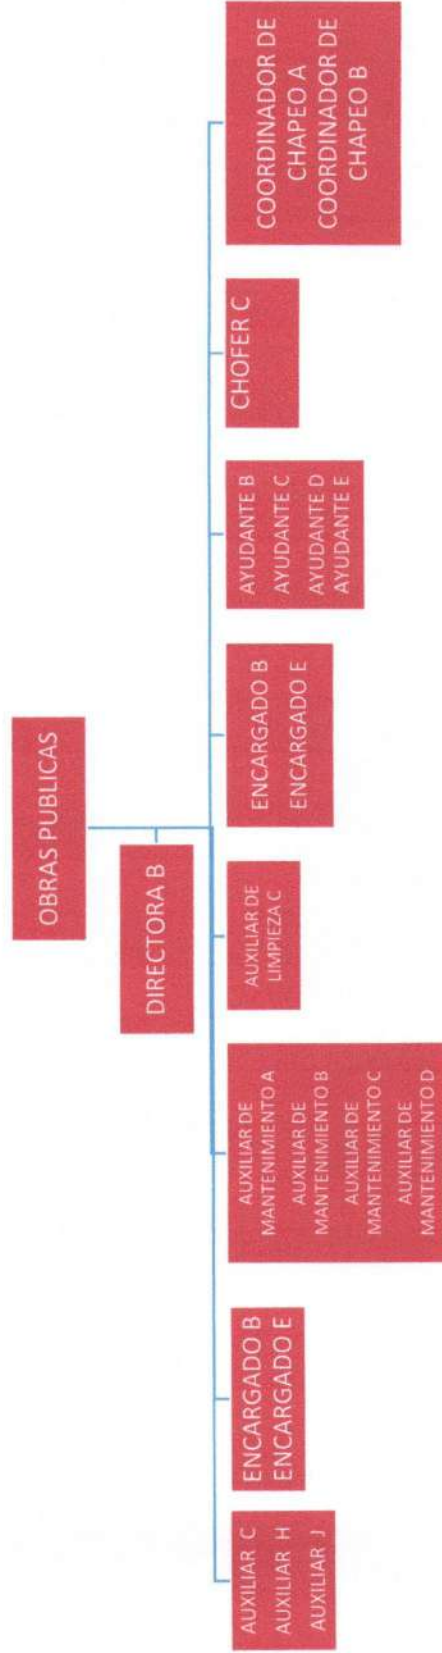 OBRAS PUBLICAS
DIRECTORA B
AUXILIAR C
AUXILIAR H
AUXILIAR J
ENCARGADO B
ENCARGADO E
AUXILIAR DE
MANTENIMIENTO A
AUXILIAR DE
MANTENIMIENTO B
AUXILIAR DE
MANTENIMIENTO C
AUXILIAR DE
MANTENIMIENTO D
AUXILIAR DE
LIMPIEZA C
ENCARGADO B
ENCARGADO E
AYUDANTE B
AYUDANTE C
AYUDANTE D
AYUDANTE E
CHOFER C
COORDINADOR DE
CHAPEO A
COORDINADOR DE
CHAPEO B